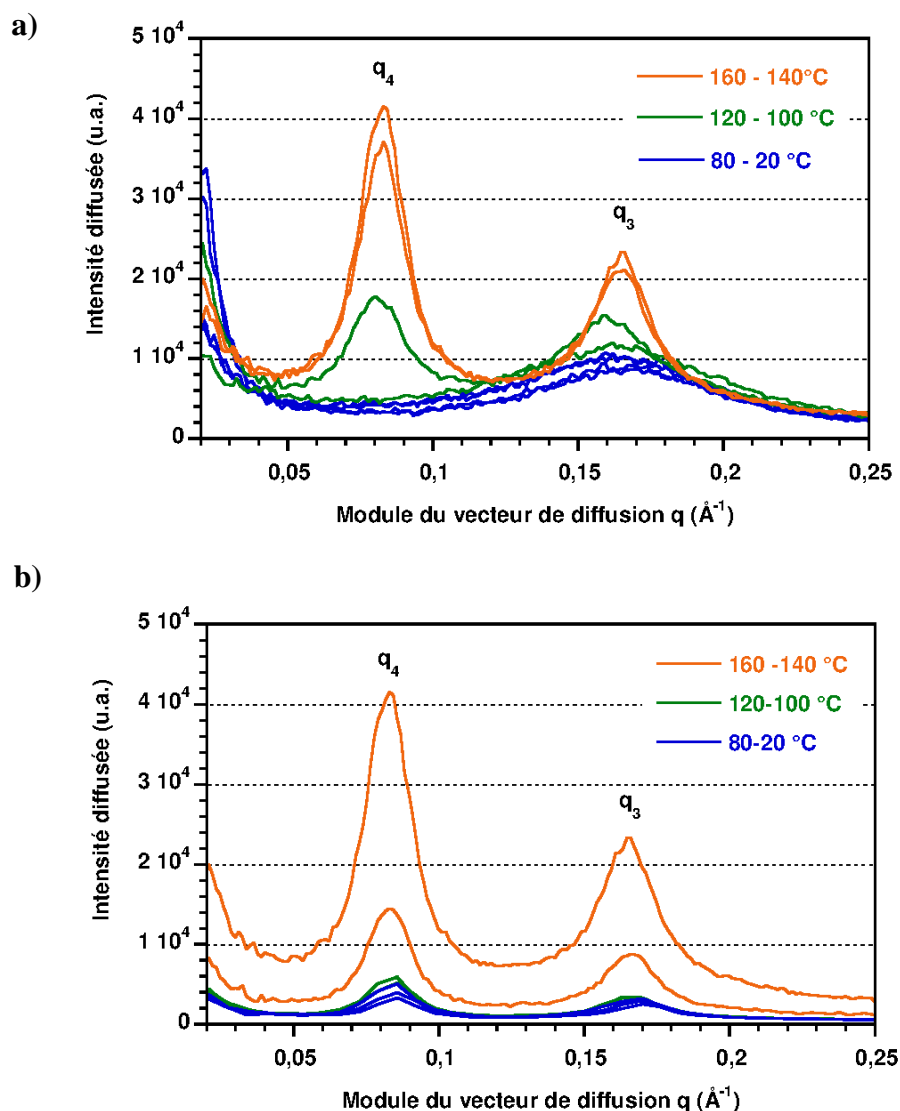 a)
5 10⁴
4 10⁴
3 10⁴
2 10⁴
1 10⁴
0
Intensité diffusée (u.a.)
q₄
q₃
160 - 140°C
120 - 100 °C
80 - 20 °C
0,05 0,1 0,15 0,2 0,25
Module du vecteur de diffusion q (Å⁻¹)
b)
5 10⁴
4 10⁴
3 10⁴
2 10⁴
1 10⁴
0
Intensité diffusée (u.a.)
q₄
q₃
160 -140 °C
120-100 °C
80-20 °C
0,05 0,1 0,15 0,2 0,25
Module du vecteur de diffusion q (Å⁻¹)